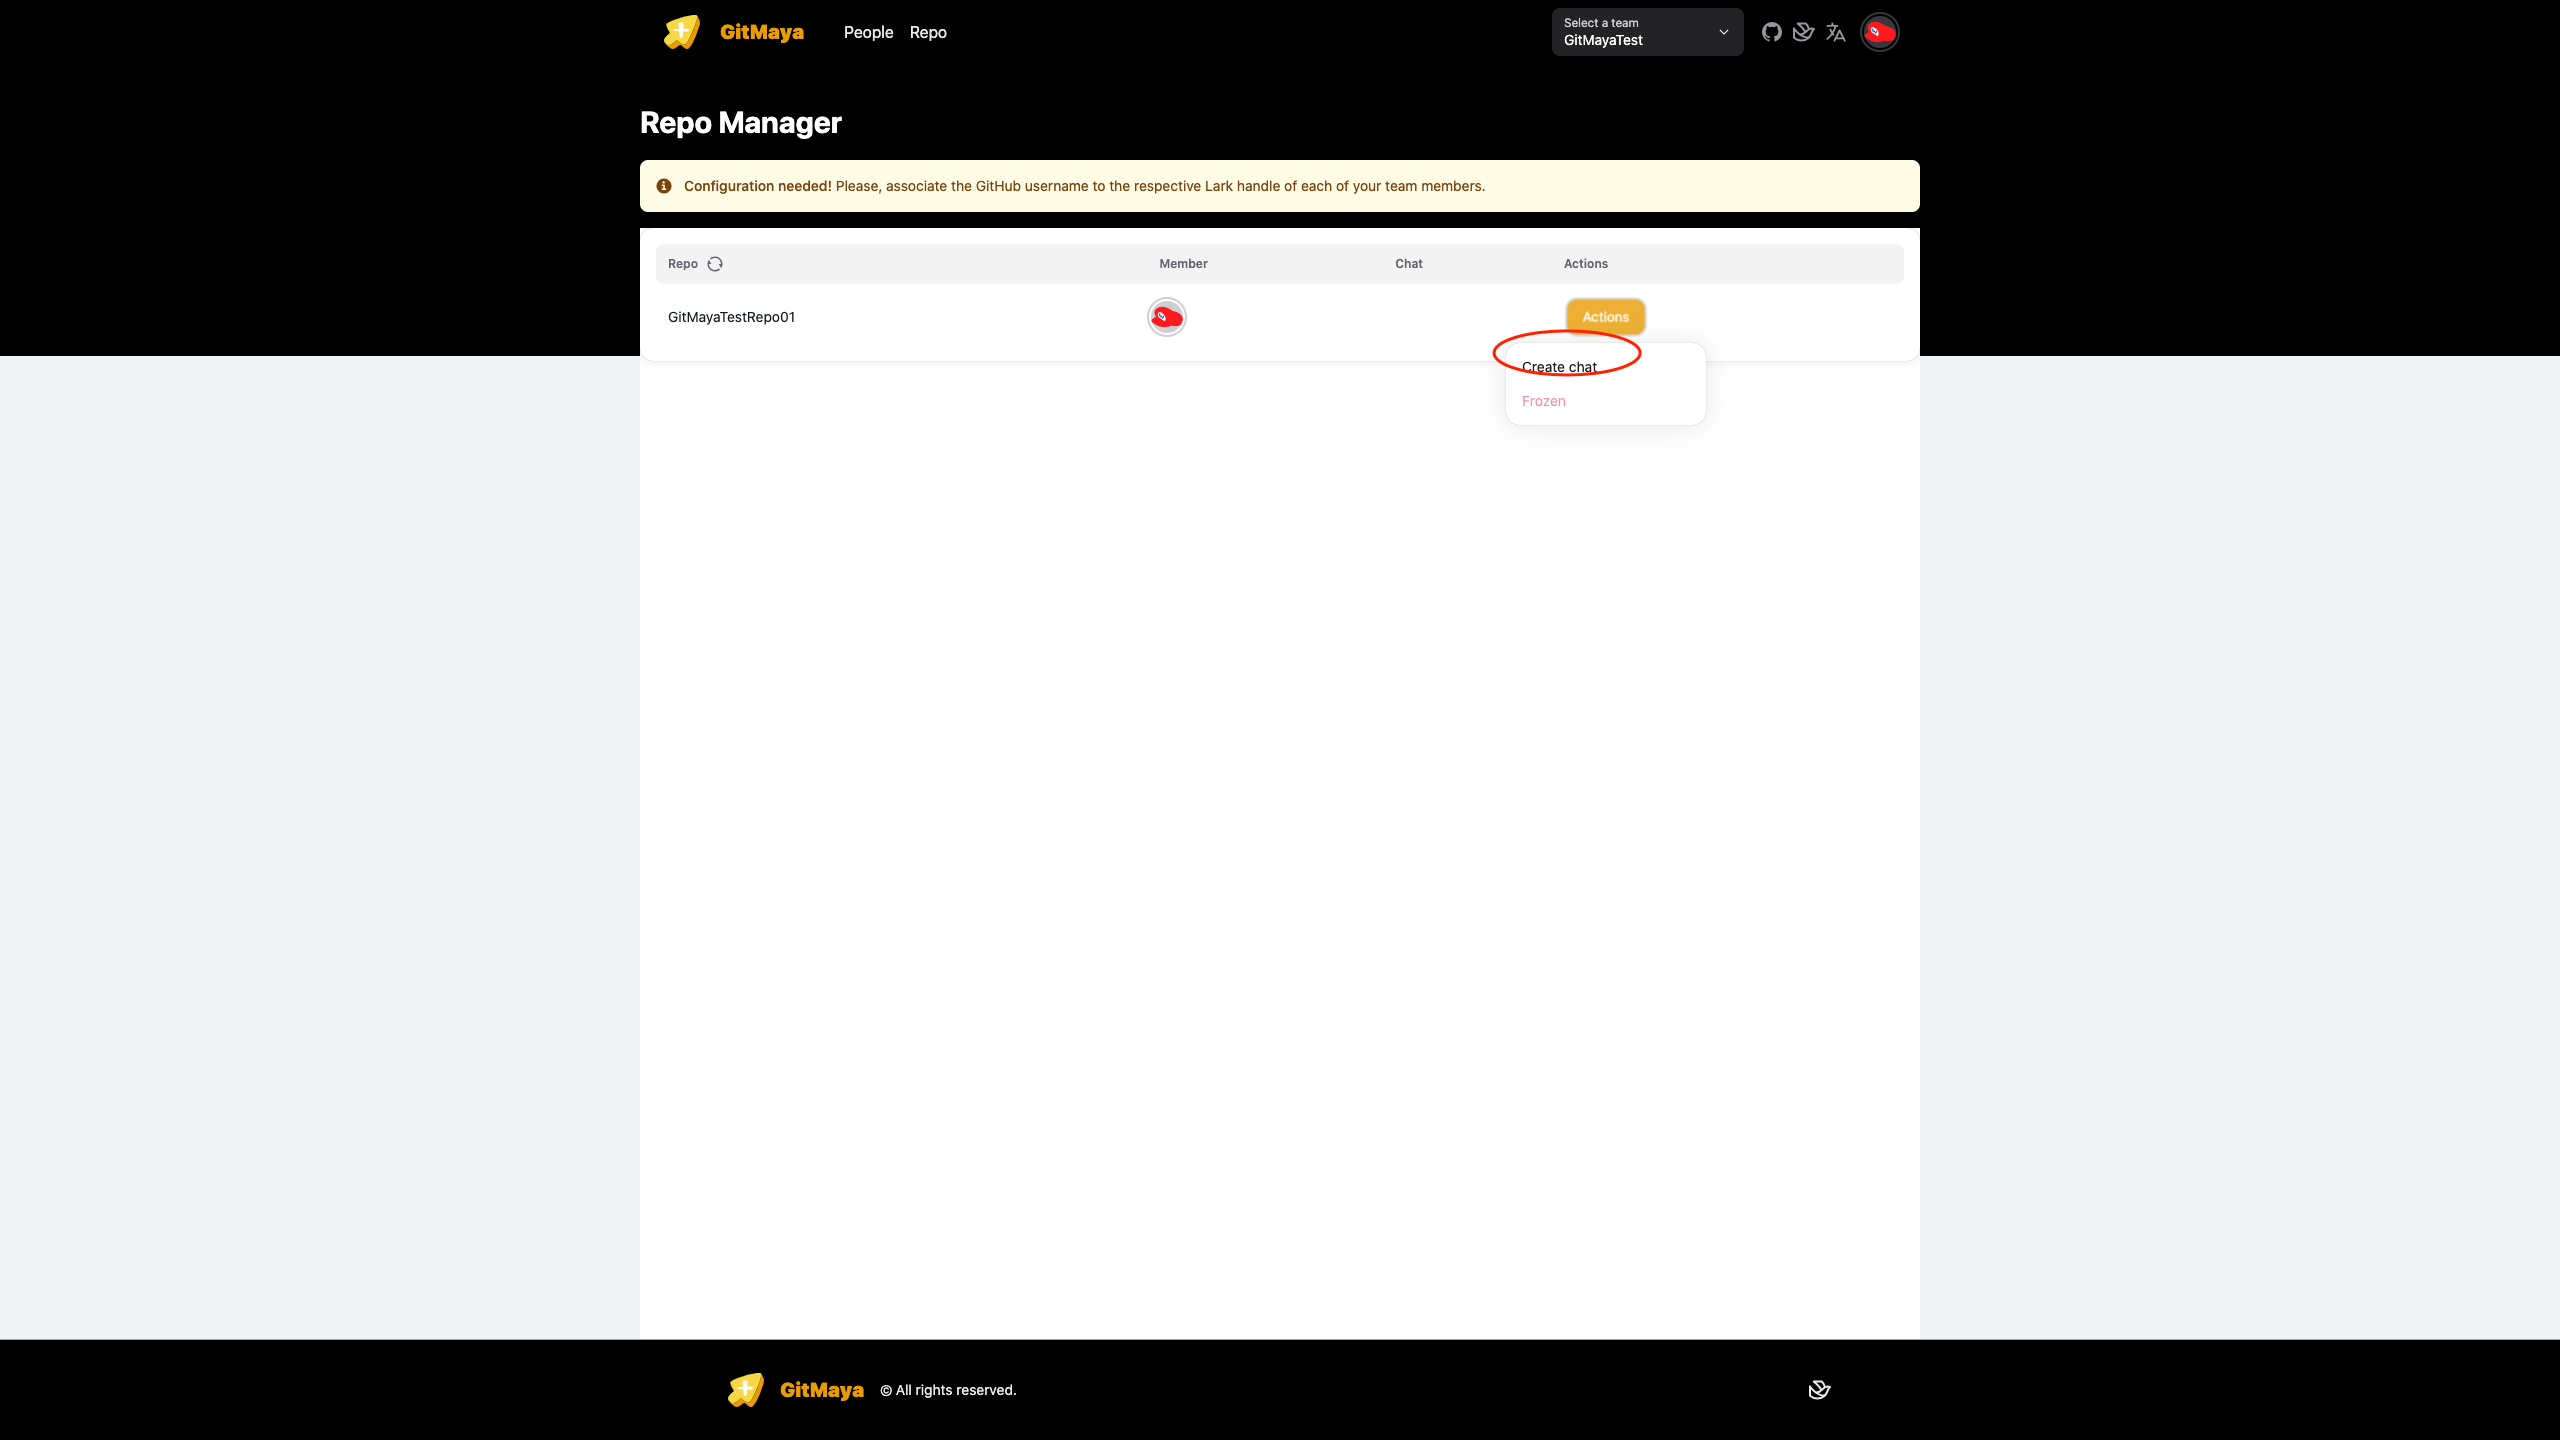 GitMaya
People
Repo
Select a team
GitMayaTest
Repo Manager
Configuration needed! Please, associate the GitHub username to the respective Lark handle of each of your team members.
Repo
Member
Chat
Actions
GitMayaTestRepo01
Actions
Create chat
Frozen
GitMaya
© All rights reserved.